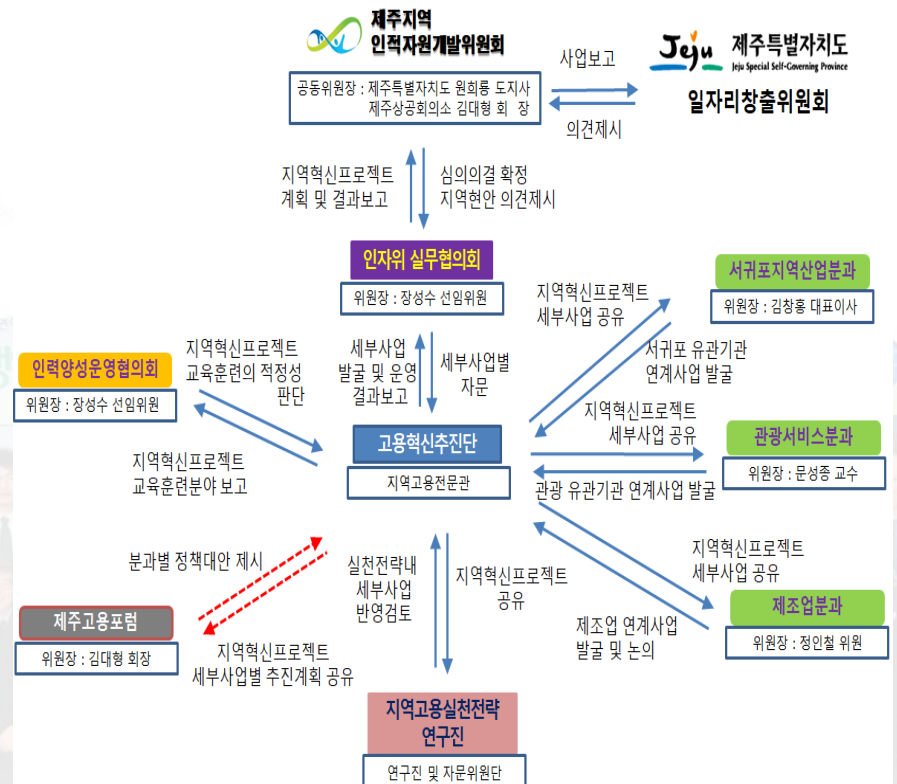 제주지역
인적자원개발위원회
공동위원장 : 제주특별자치도 원희룡 도지사
제주상공회의소 김대형 회 장
사업보고
의견제시
Jeju 제주특별자치도
Jeju Special Self-Governing Province
일자리창출위원회
지역혁신프로젝트
계획 및 결과보고
심의의결 확정
지역현안 의견제시
인자위 실무협의회
위원장 : 장성수 선임위원
지역혁신프로젝트
세부사업 공유
서귀포지역산업분과
위원장 : 김창홍 대표이사
서귀포 유관기관
연계사업 발굴
인력양성운영협의회
위원장 : 장성수 선임위원
지역혁신프로젝트
교육훈련의 적정성
판단
세부사업
발굴 및 운영
결과보고
세부사업별
자문
지역혁신프로젝트
교육훈련분야 보고
고용혁신추진단
지역고용전문관
지역혁신프로젝트
세부사업 공유
관광서비스분과
위원장 : 문성종 교수
관광 유관기관 연계사업 발굴
분과별 정책대안 제시
제주고용포럼
위원장 : 김대형 회장
지역혁신프로젝트
세부사업별 추진계획 공유
실천전략내
세부사업
반영검토
지역혁신프로젝트
공유
지역혁신프로젝트
세부사업 공유
제조업분과
위원장 : 정인철 위원
제조업 연계사업
발굴 및 논의
지역고용실천전략
연구진
연구진 및 자문위원단